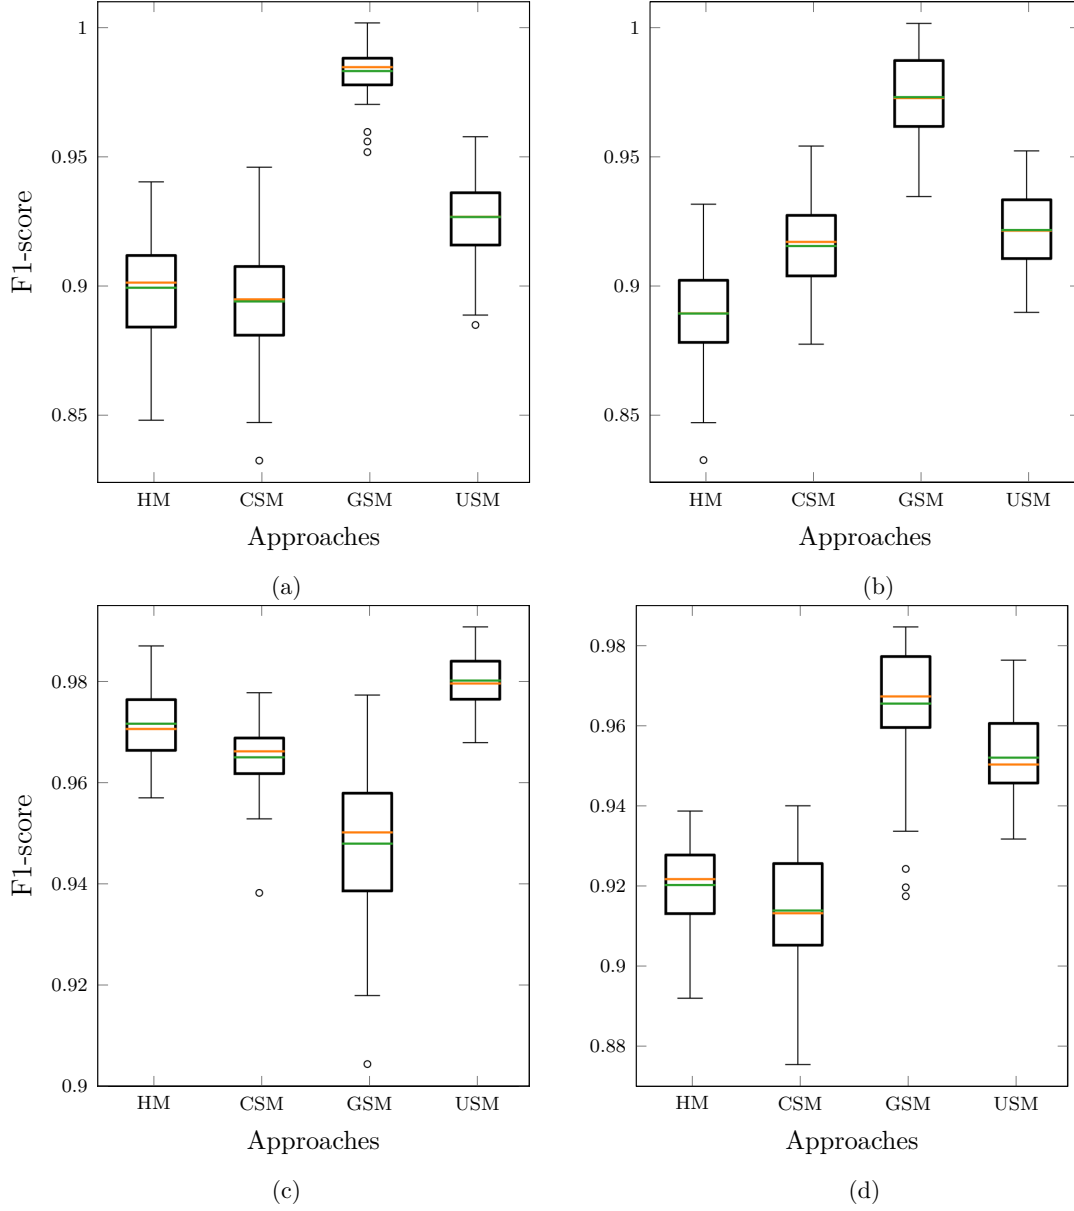 1
0.95
0.9
0.85
F1-score
HM CSM GSM USM
Approaches
(a)
1
0.95
0.9
0.85
HM CSM GSM USM
Approaches
(b)
0.98
0.96
0.94
0.92
0.9
F1-score
HM CSM GSM USM
Approaches
(c)
0.98
0.96
0.94
0.92
0.9
0.88
HM CSM GSM USM
Approaches
(d)